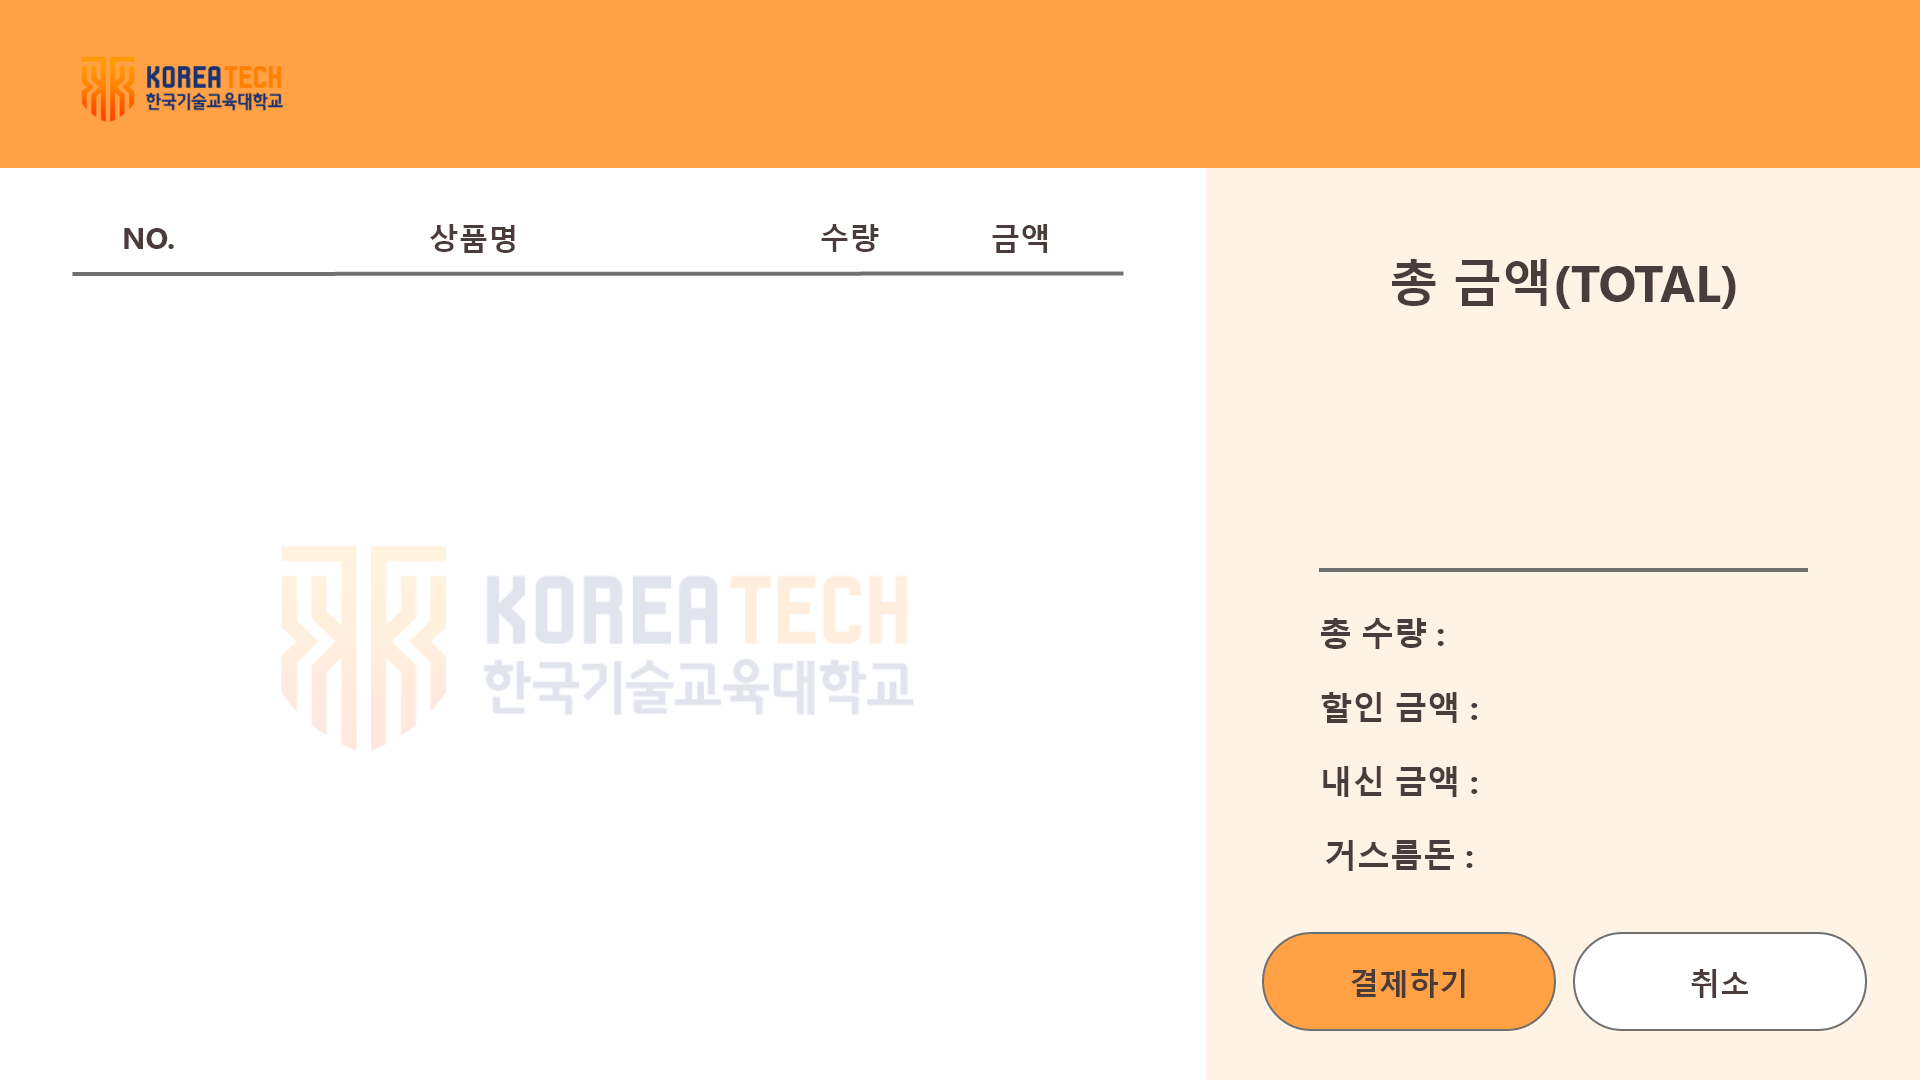 KOREATECH
한국기술교육대학교
NO. 상품명 수량 금액
KOREATECH
한국기술교육대학교
총 금액(TOTAL)
총 수량 :
할인 금액 :
내신 금액 :
거스름돈 :
결제하기 취소